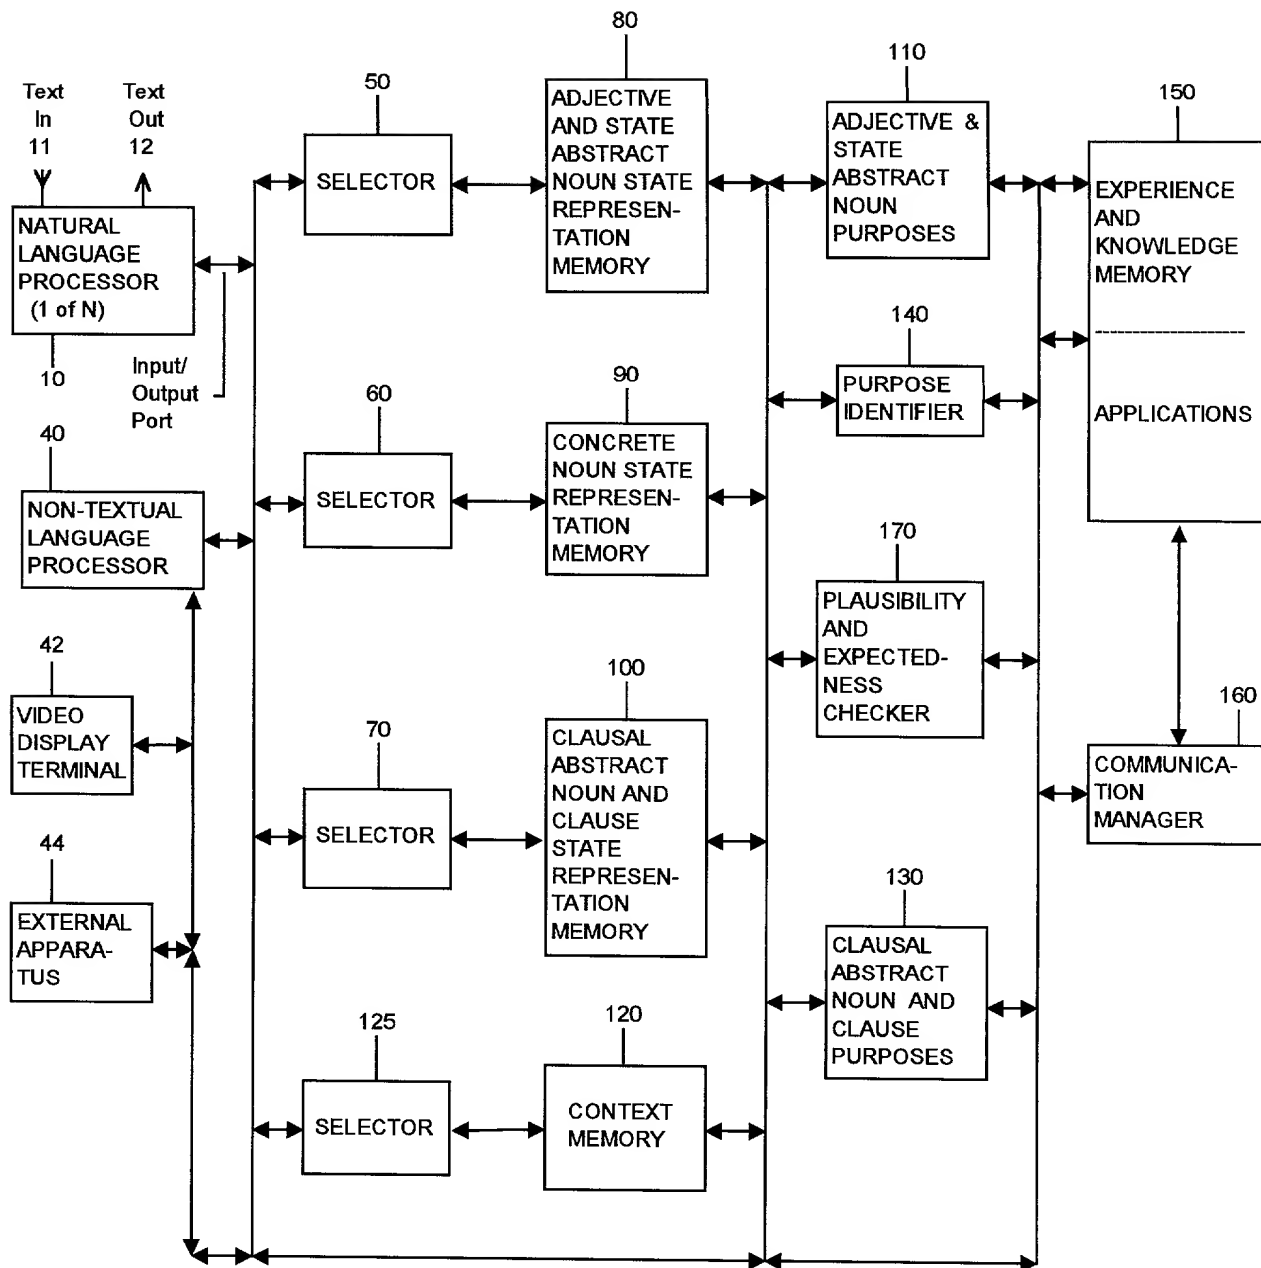 Text
In
11
Text
Out
12
NATURAL
LANGUAGE
PROCESSOR
(1 of N)
10
Input/
Output
Port
40
NON-TEXTUAL
LANGUAGE
PROCESSOR
42
VIDEO
DISPLAY
TERMINAL
44
EXTERNAL
APPARA-
TUS
50
SELECTOR
60
SELECTOR
70
SELECTOR
125
SELECTOR
80
ADJECTIVE
AND STATE
ABSTRACT
NOUN STATE
REPRESEN-
TATION
MEMORY
90
CONCRETE
NOUN STATE
REPRESEN-
TATION
MEMORY
100
CLAUSAL
ABSTRACT
NOUN AND
CLAUSE
STATE
REPRESEN-
TATION
MEMORY
120
CONTEXT
MEMORY
110
ADJECTIVE &
STATE
ABSTRACT
NOUN
PURPOSES
140
PURPOSE
IDENTIFIER
170
PLAUSIBILITY
AND
EXPECTED-
NESS
CHECKER
130
CLAUSAL
ABSTRACT
NOUN AND
CLAUSE
PURPOSES
150
EXPERIENCE
AND
KNOWLEDGE
MEMORY
APPLICATIONS
160
COMMUNICA-
TION
MANAGER